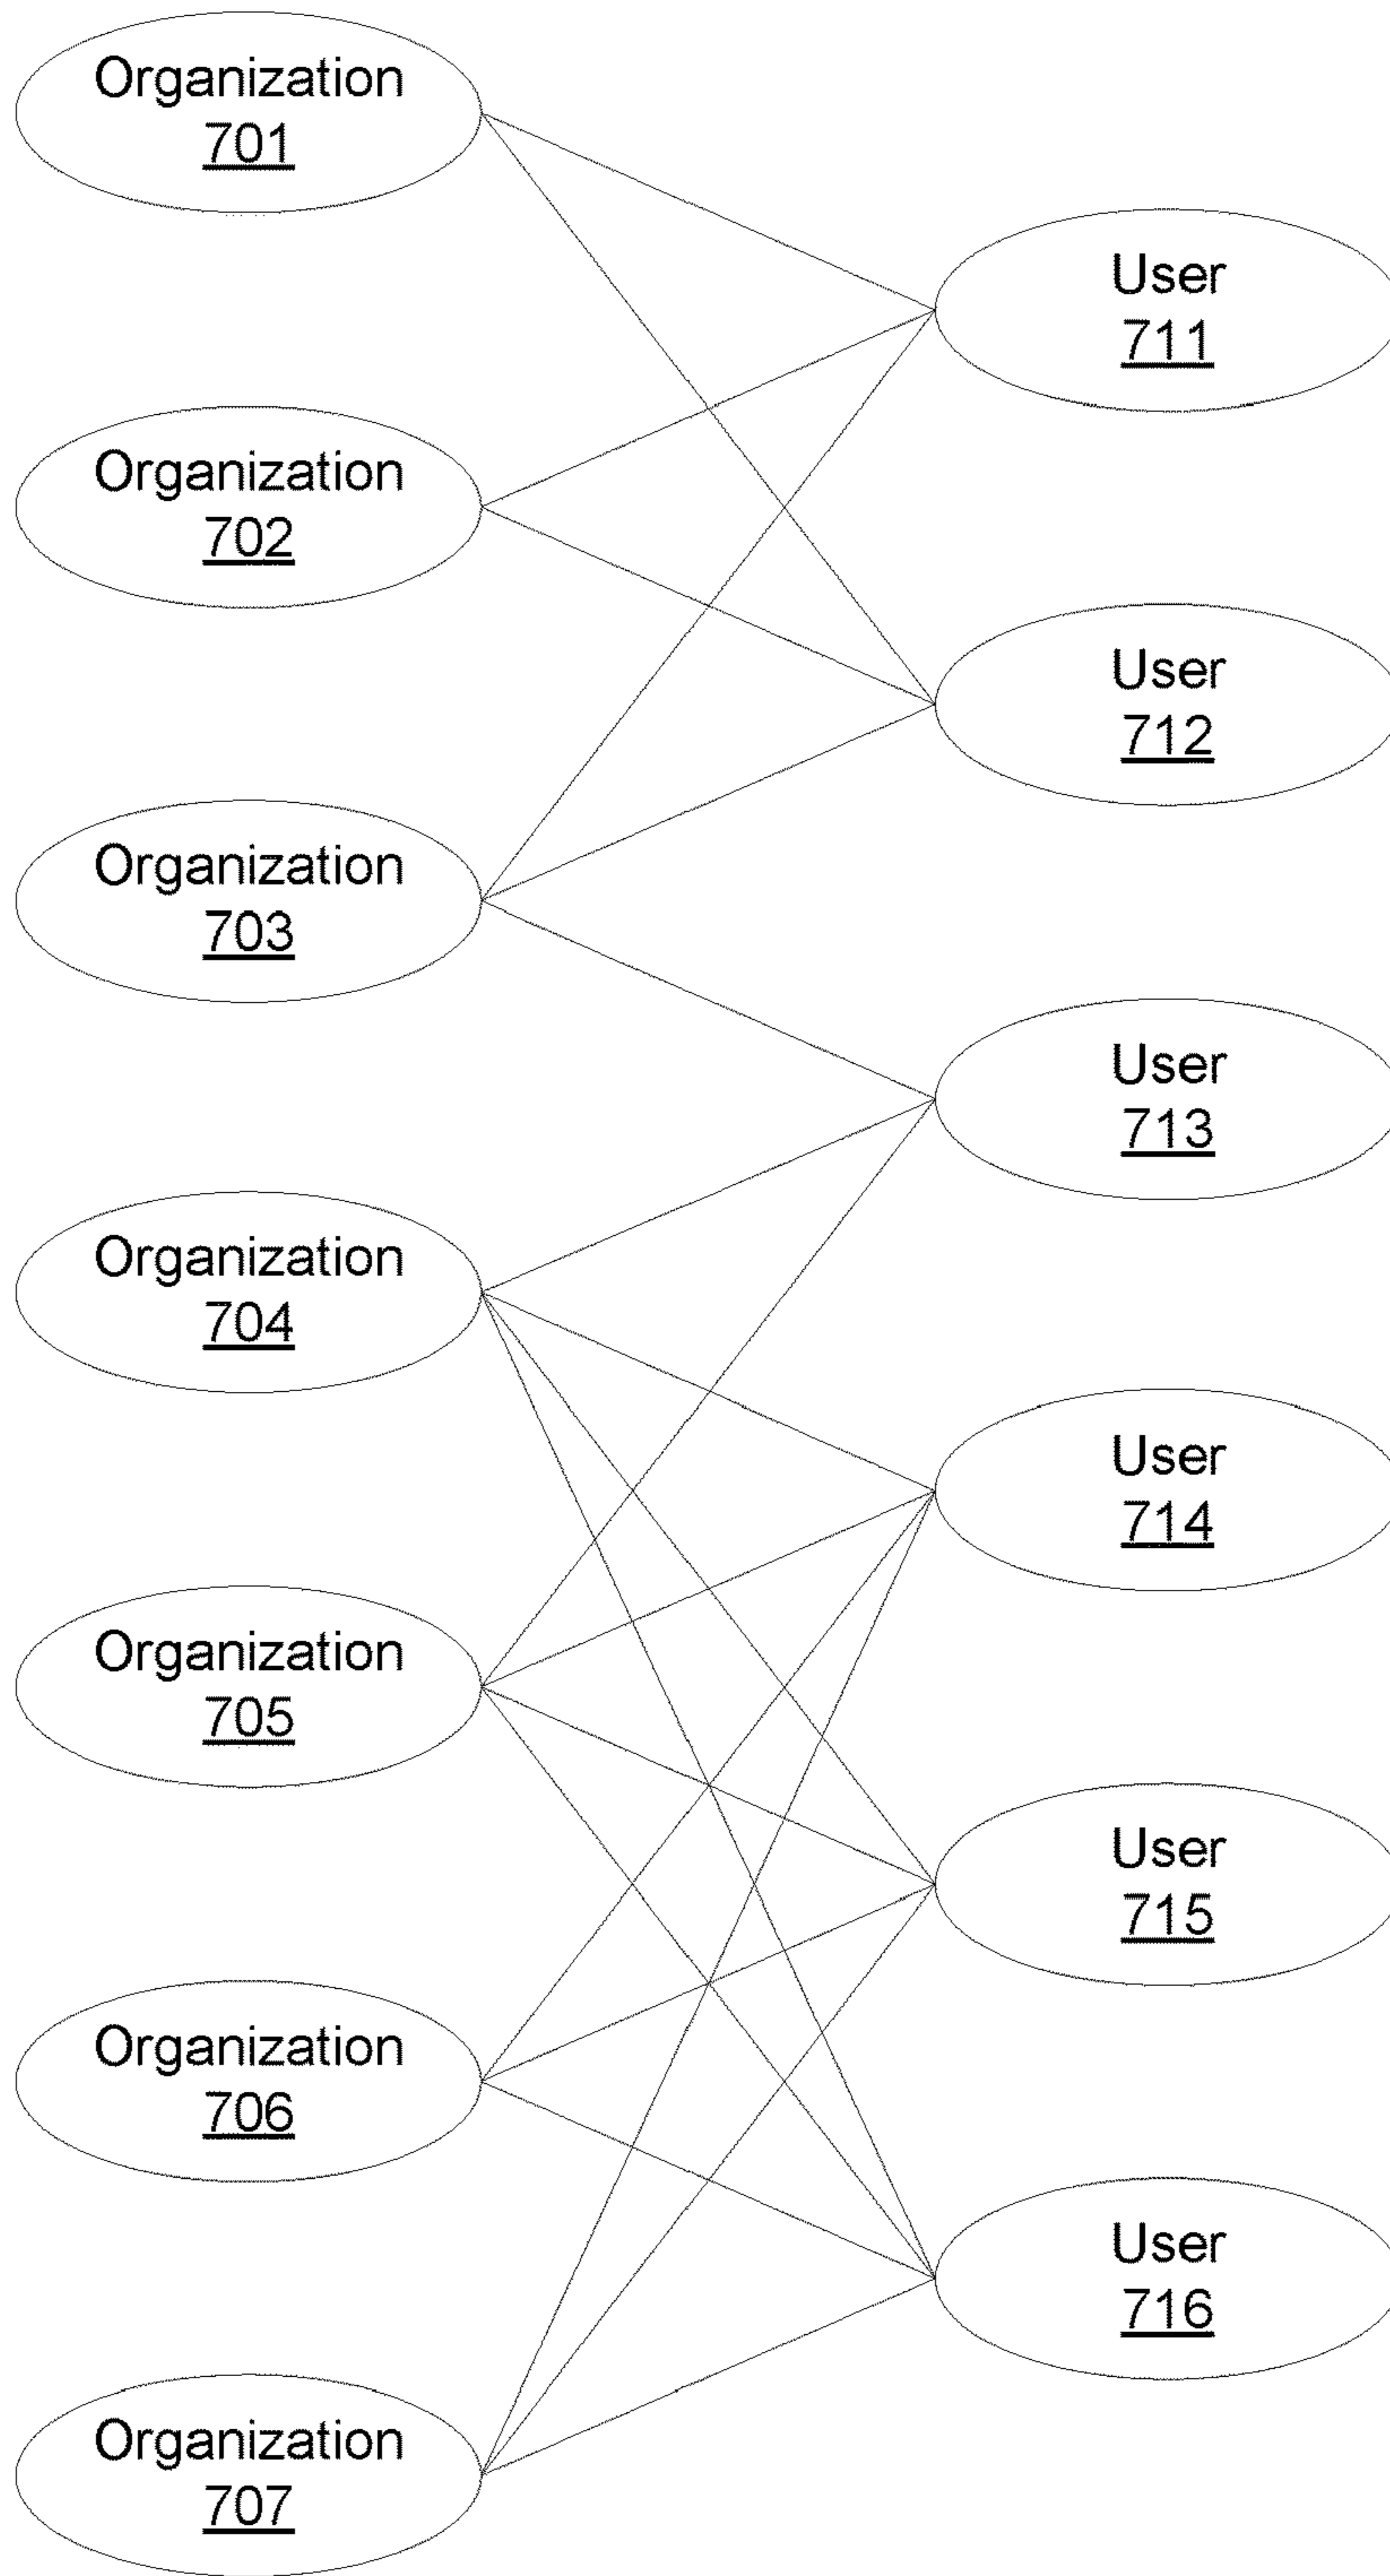 Organization
701
User
711
Organization
702
User
712
Organization
703
User
713
Organization
704
User
714
Organization
705
User
715
Organization
706
User
716
Organization
707